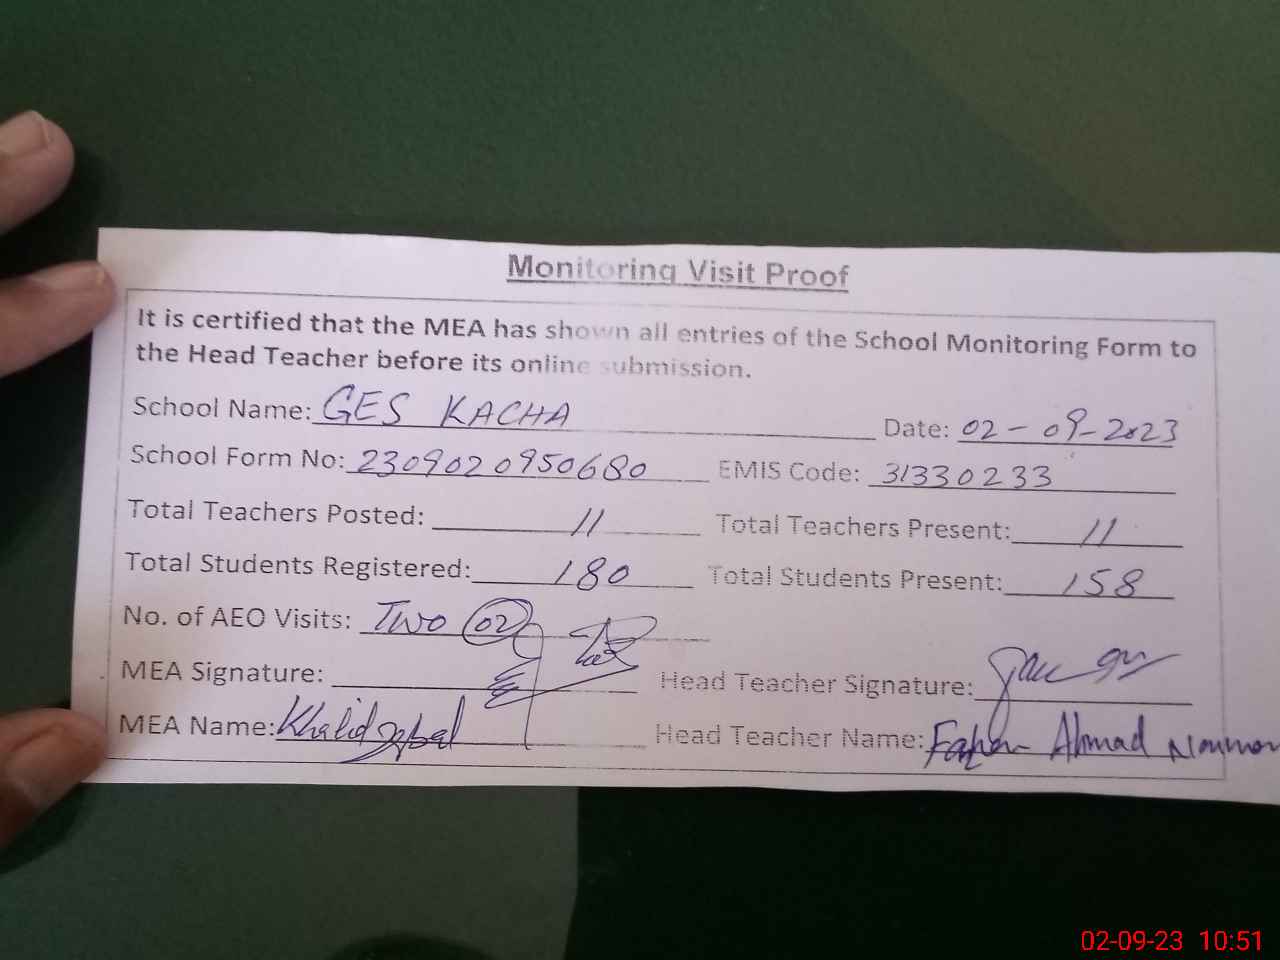 Monitoring Visit Proof
It is certified that the MEA has shown all entries of the School Monitoring Form to
the Head Teacher before its online submission.
School Name: GES KACHA Date: 02-09-2023
School Form No: 2309020950680 EMIS Code: 31330233
Total Teachers Posted: 11 Total Teachers Present: 11
Total Students Registered: 180 Total Students Present: 158
No. of AEO Visits: Two 02
MEA Signature: Head Teacher Signature:
MEA Name: Khalid Iqbal Head Teacher Name: Ahmad
02-09-23 10:51